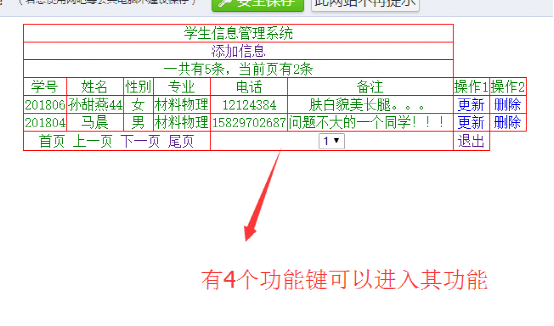 安全保存 此网站不再提示
学生信息管理系统
添加信息
一共有5条，当前页有2条
学号 姓名 性别 专业 电话 备注 操作1 操作2
201806 孙甜燕44 女 材料物理 12124384 肤白貌美长腿。。。 更新 删除
201804 马晨 男 材料物理 15829702687 问题不大的一个同学！！！ 更新 删除
首页 上一页 下一页 尾页 1 退出
有4个功能键可以进入其功能